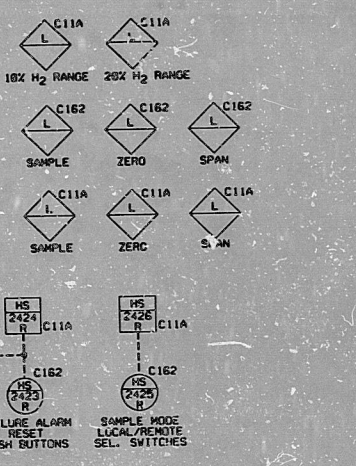 C11A C11A
L L
10% H2 RANGE 20% H2 RANGE
C162 C162 C162
L L L
SAMPLE ZERO SPAN
C11A C11A C11A
L L L
SAMPLE ZERO SPAN
HS HS
2424 2426
R C11A R C11A
C162 C162
HS HS
2423 2425
R R
LURE ALARM SAMPLE MODE
RESET LOCAL/REMOTE
SH BUTTONS SEL. SWITCHES